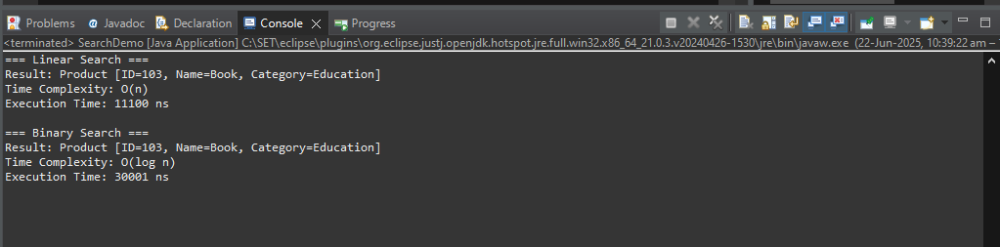 Problems Javadoc Declaration Console Progress
<terminated> SearchDemo [Java Application] C:\SET\eclipse\plugins\org.eclipse.justj.openjdk.hotspot.jre.full.win32.x86_64_21.0.3.v20240426-1530\jre\bin\javaw.exe (22-Jun-2025, 10:39:22 am –
=== Linear Search ===
Result: Product [ID=103, Name=Book, Category=Education]
Time Complexity: O(n)
Execution Time: 11100 ns
=== Binary Search ===
Result: Product [ID=103, Name=Book, Category=Education]
Time Complexity: O(log n)
Execution Time: 30001 ns